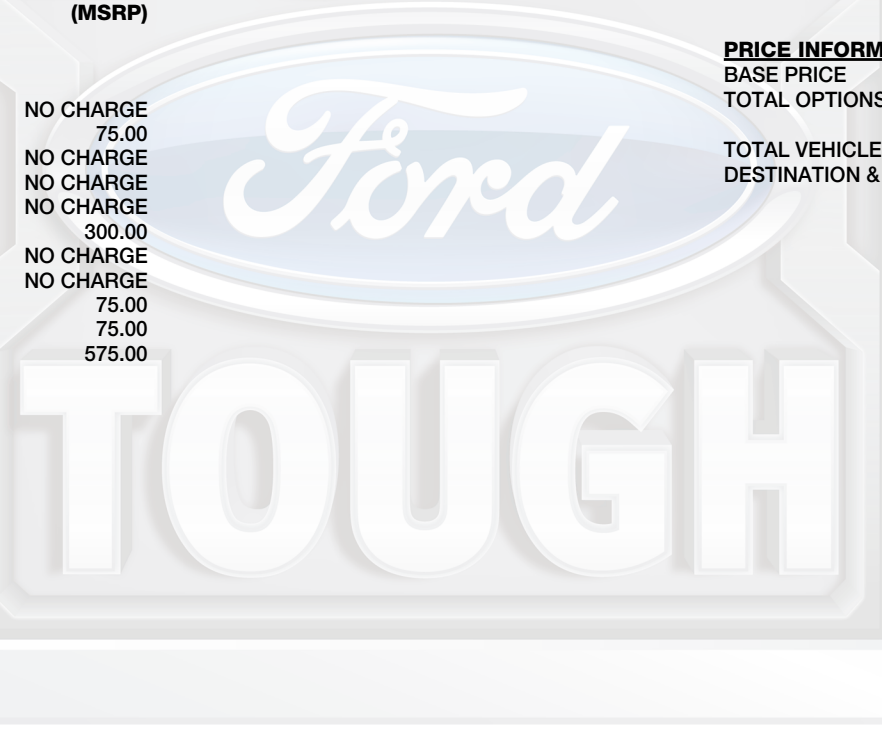 (MSRP)
NO CHARGE
75.00
NO CHARGE
NO CHARGE
NO CHARGE
300.00
NO CHARGE
NO CHARGE
75.00
75.00
575.00
PRICE INFORM
BASE PRICE
TOTAL OPTIONS
TOTAL VEHICLE
DESTINATION &
Ford
TOUGH